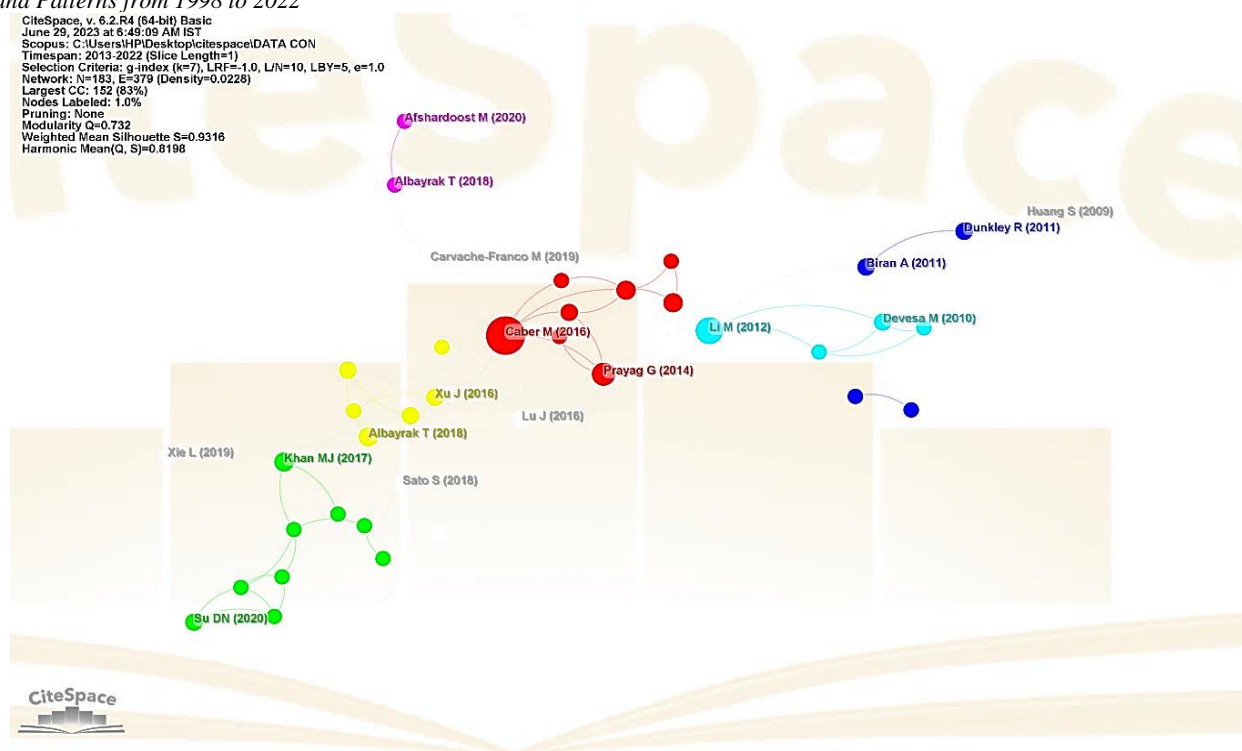 and Patterns from 1998 to 2022
CiteSpace, v. 6.2.R4 (64-bit) Basic
June 29, 2023 at 6:49:09 AM IST
Scopus: C:\Users\HP\Desktop\citespace\DATA CON
Timespan: 2013-2022 (Slice Length=1)
Selection Criteria: g-index (k=7), LRF=-1.0, L/N=10, LBY=5, e=1.0
Network: N=183, E=379 (Density=0.0228)
Largest CC: 152 (83%)
Nodes Labeled: 1.0%
Pruning: None
Modularity Q=0.732
Weighted Mean Silhouette S=0.9316
Harmonic Mean(Q, S)=0.8198
iteSpace
Afshardoost M (2020)
Albayrak T (2018)
Huang S (2009)
Dunkley R (2011)
Carvache-Franco M (2019)
Biran A (2011)
Devesa M (2010)
Li M (2012)
Caber M (2016)
Prayag G (2014)
Xu J (2016)
Lu J (2016)
Albayrak T (2018)
Xie L (2019)
Khan MJ (2017)
Sato S (2018)
Su DN (2020)
CiteSpace